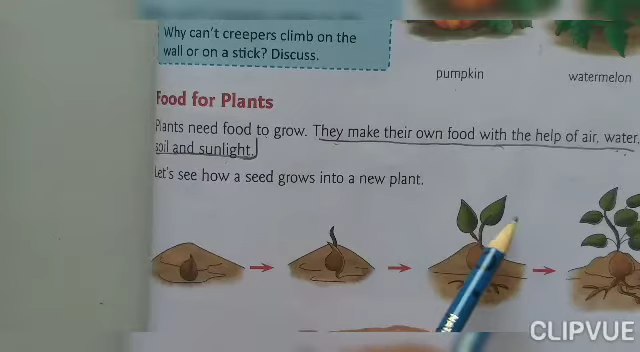 Why can't creepers climb on the
wall or on a stick? Discuss.
pumpkin
watermelon
Food for Plants
Plants need food to grow. They make their own food with the help of air, water,
soil and sunlight.
Let's see how a seed grows into a new plant.
CLIPVUE